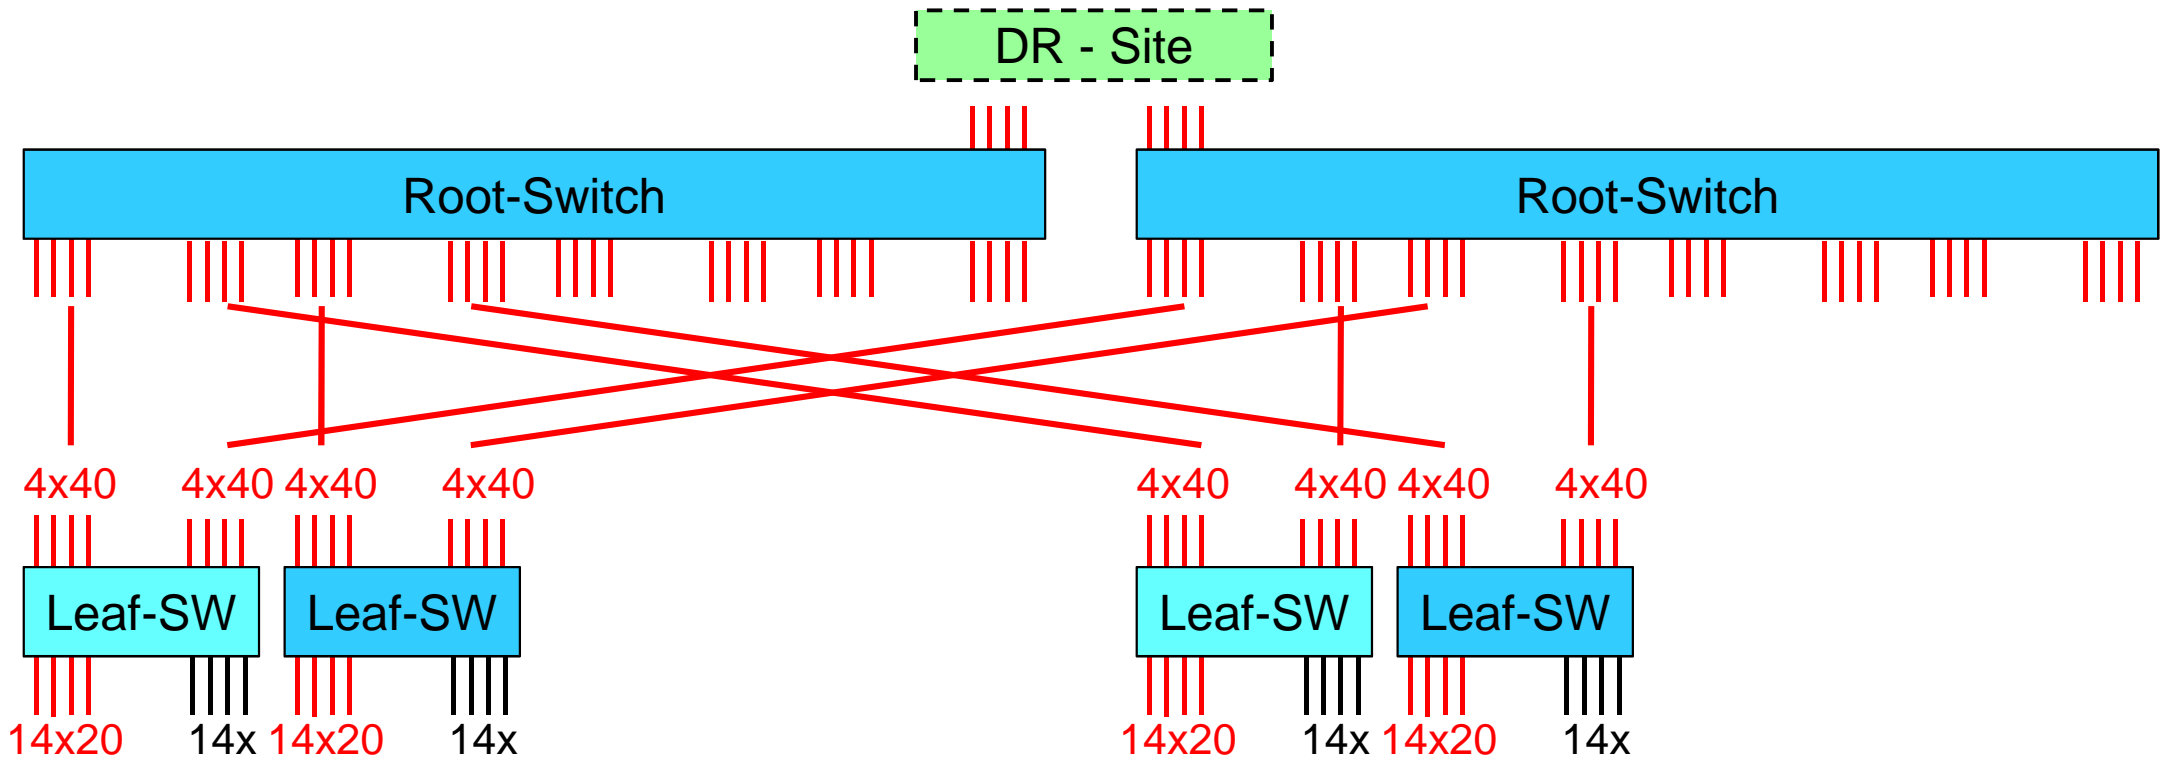 DR - Site
Root-Switch Root-Switch
4x40 4x40 4x40 4x40 4x40 4x40 4x40 4x40
Leaf-SW Leaf-SW Leaf-SW Leaf-SW
14x20 14x 14x20 14x 14x20 14x 14x20 14x